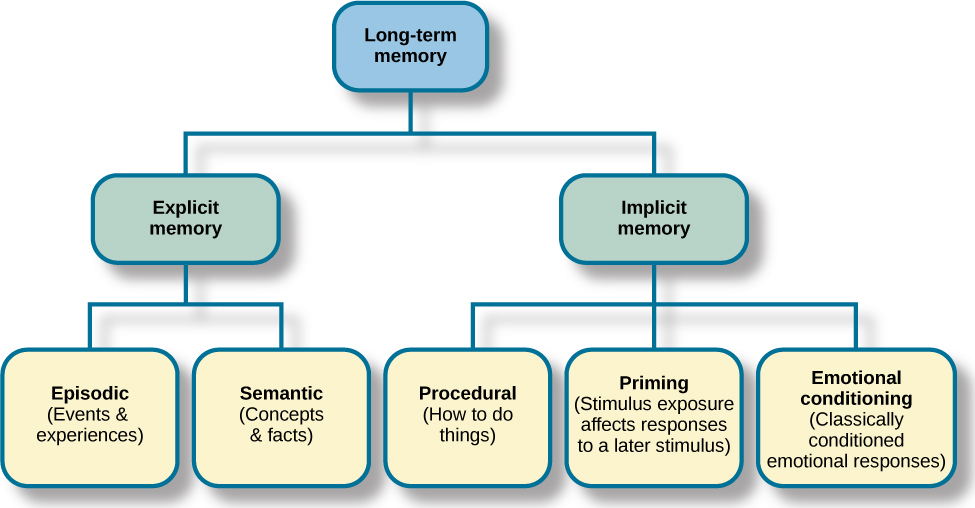 Long-term
memory
Explicit
memory
Implicit
memory
Episodic
(Events &
experiences)
Semantic
(Concepts
& facts)
Procedural
(How to do
things)
Priming
(Stimulus exposure
affects responses
to a later stimulus)
Emotional
conditioning
(Classically
conditioned
emotional responses)